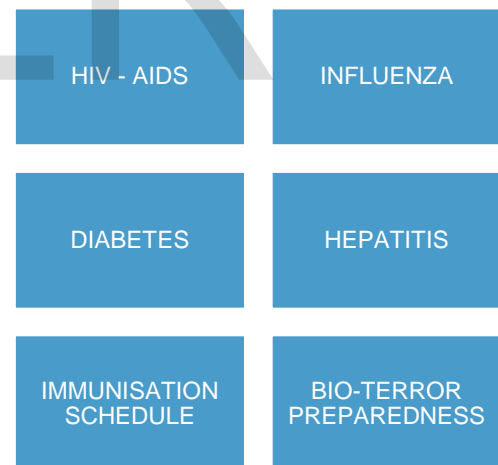 HIV - AIDS
INFLUENZA
DIABETES
HEPATITIS
IMMUNISATION
SCHEDULE
BIO-TERROR
PREPAREDNESS